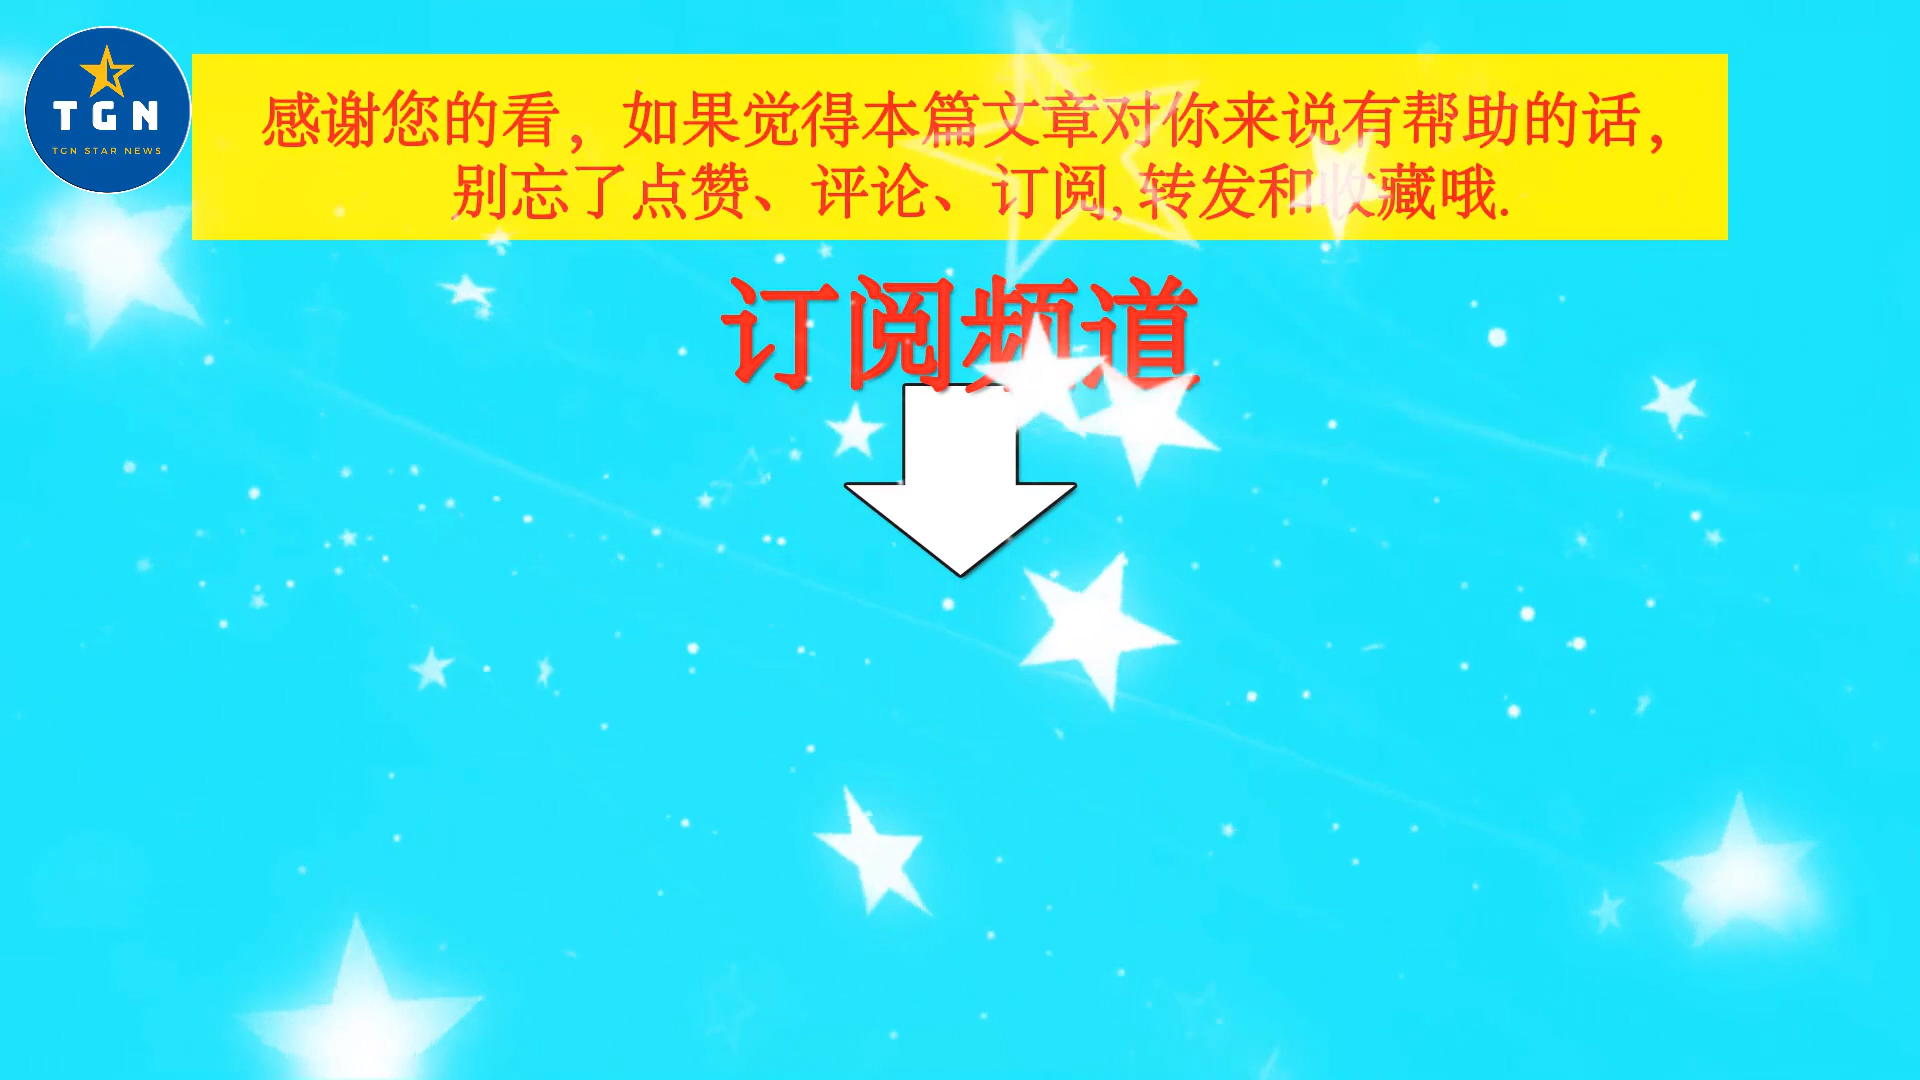 TGN
TGN STAR NEWS
感谢您的看，如果觉得本篇文章对你来说有帮助的话，
别忘了点赞、评论、订阅,转发和收藏哦.
订阅频道